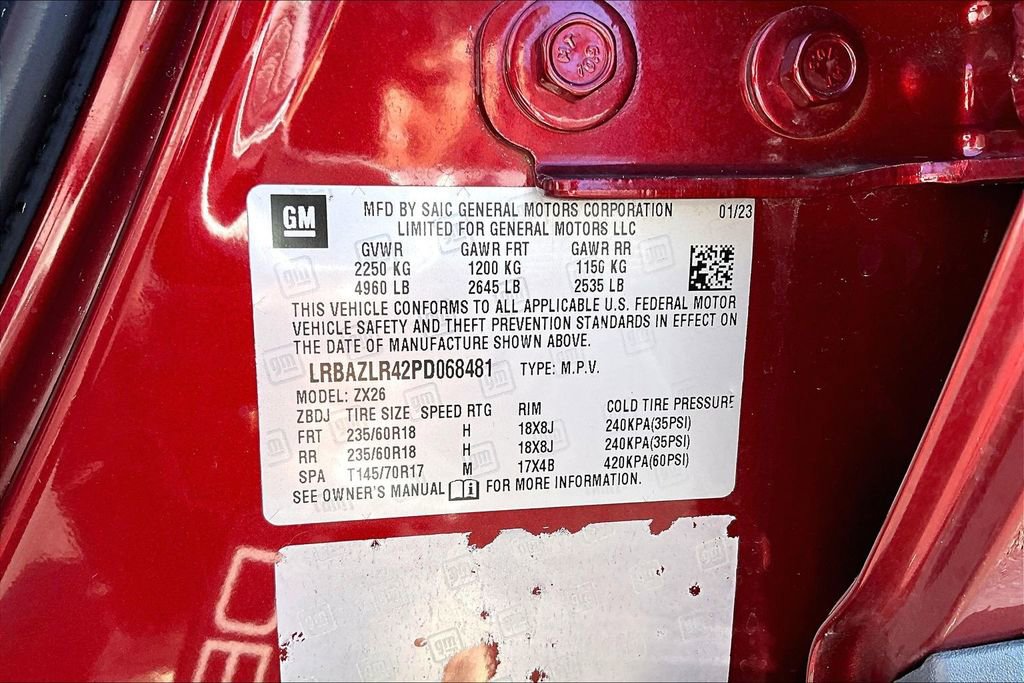 GM
MFD BY SAIC GENERAL MOTORS CORPORATION 01/23
LIMITED FOR GENERAL MOTORS LLC
GVWR GAWR FRT GAWR RR
2250 KG 1200 KG 1150 KG
4960 LB 2645 LB 2535 LB
THIS VEHICLE CONFORMS TO ALL APPLICABLE U.S. FEDERAL MOTOR
VEHICLE SAFETY AND THEFT PREVENTION STANDARDS IN EFFECT ON
THE DATE OF MANUFACTURE SHOWN ABOVE.
LRBAZLR42PD068481 TYPE: M.P.V.
MODEL: ZX26
ZBDJ TIRE SIZE SPEED RTG RIM COLD TIRE PRESSURE
FRT 235/60R18 H 18X8J 240KPA(35PSI)
RR 235/60R18 H 18X8J 240KPA(35PSI)
SPA T145/70R17 M 17X4B 420KPA(60PSI)
SEE OWNER'S MANUAL FOR MORE INFORMATION.